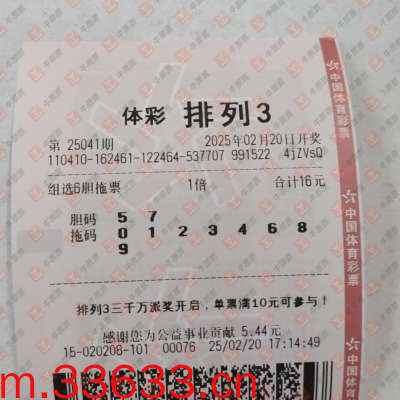 体彩 排列3
第 25041期 2025年02月20日开奖
110410-162461-122464-537707 991522 4jZVsQ
组选6胆拖票 1倍 合计16元
胆码 5 7
拖码 0 1 2 3 4 6 8
9
排列3三千万派奖开启，单票满10元可参与！
感谢您为公益事业贡献 5.44元
15-020208-101 00076 25/02/20 17:14:49
中国体育彩票
中国体育彩票
中国体育彩票
m.33633.cn